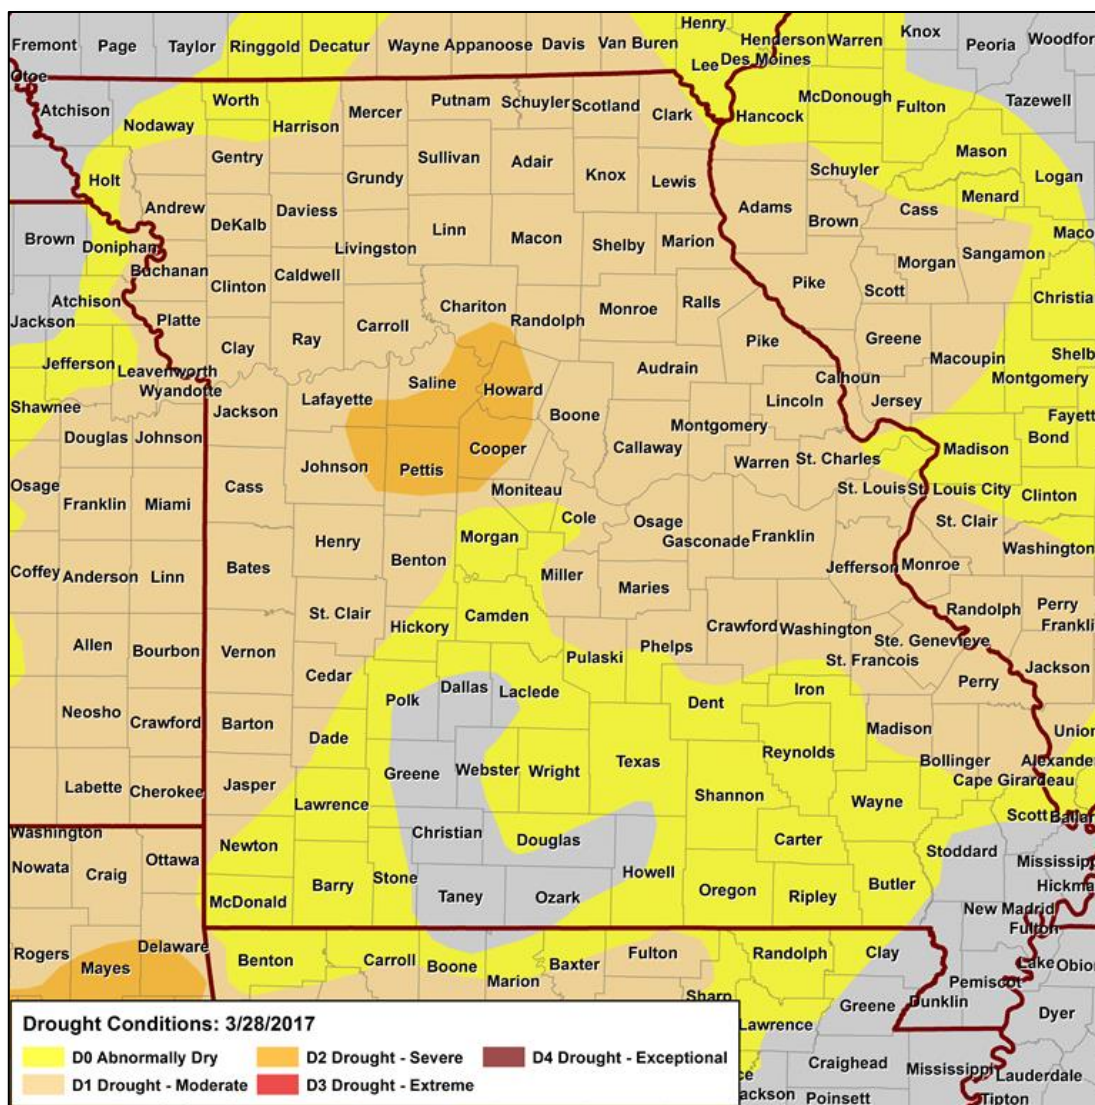 Fremont Page Taylor Ringgold Decatur Wayne Appanoose Davis Van Buren Henry Henderson Warren Knox Peoria
Lee Des Moines
Otoe
Atchison Nodaway Worth Harrison Mercer Putnam Schuyler Scotland Clark Hancock McDonough Fulton Tazewell
Holt Gentry Grundy Sullivan Adair Knox Lewis Schuyler Mason Logan
Andrew DeKalb Daviess Livingston Linn Macon Shelby Marion Adams Brown Cass Menard
Brown Doniphan Buchanan Clinton Caldwell Pike Scott Morgan Sangamon
Atchison Platte Chariton Randolph Monroe Ralls
Jackson Clay Ray Carroll Audrain Pike Greene Macoupin
Jefferson Leavenworth Wyandotte Saline Howard Calhoun Jersey Montgomery
Shawnee Jackson Lafayette Boone Lincoln
Douglas Johnson Johnson Pettis Cooper Callaway Montgomery Warren St. Charles Madison Bond
Osage Franklin Miami Cass Moniteau St. Louis St. Louis City Clinton
Cole Osage Gasconade Franklin St. Clair Washington
Coffey Anderson Linn Bates Henry Benton Morgan Miller Maries Jefferson Monroe
St. Clair Camden Crawford Washington Ste. Genevieve Randolph Perry
Allen Bourbon Vernon Hickory Pulaski Phelps St. Francois Jackson
Cedar Polk Dallas Laclede Dent Iron Perry
Neosho Crawford Barton Dade Madison
Labette Cherokee Jasper Greene Webster Wright Texas Reynolds Bollinger Cape Girardeau
Lawrence Shannon Wayne Scott
Washington Newton Christian Douglas Carter
Nowata Craig Ottawa Barry Stone Taney Ozark Howell Oregon Ripley Butler Stoddard
McDonald New Madrid Fulton
Rogers Mayes Delaware Benton Carroll Boone Marion Baxter Fulton Randolph Clay Lake
Sharp Lawrence Greene Dunklin Pemiscot Dyer
Craighead Mississippi Lauderdale
Poinsett Tipton
Drought Conditions: 3/28/2017
D0 Abnormally Dry D2 Drought - Severe D4 Drought - Exceptional
D1 Drought - Moderate D3 Drought - Extreme